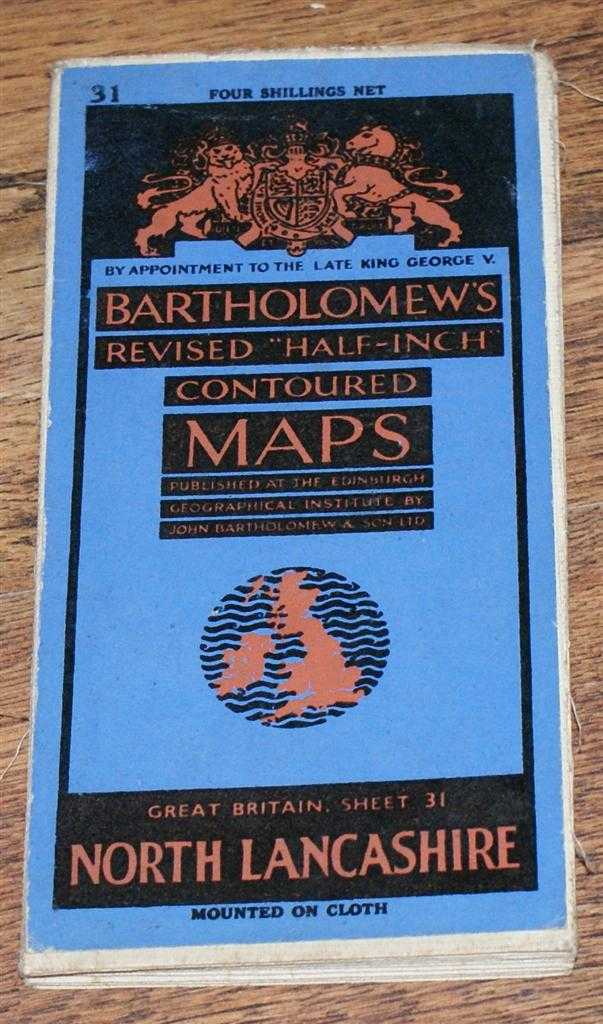 31
FOUR SHILLINGS NET
BY APPOINTMENT TO THE LATE KING GEORGE V.
BARTHOLOMEW'S
REVISED "HALF-INCH"
CONTOURED
MAPS
PUBLISHED AT THE EDINBURGH
GEOGRAPHICAL INSTITUTE BY
JOHN BARTHOLOMEW & SON LTD
GREAT BRITAIN. SHEET 31
NORTH LANCASHIRE
MOUNTED ON CLOTH